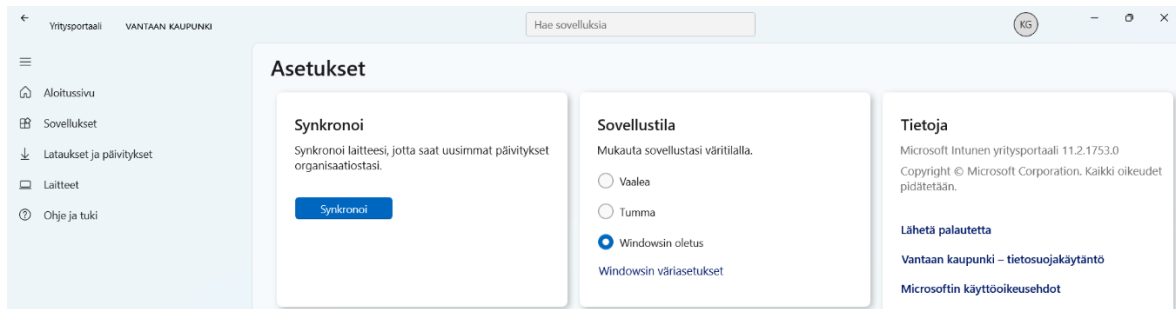 Yritysportaali VANTAAN KAUPUNKI
Hae sovelluksia
KG
Aloitussivu
Sovellukset
Lataukset ja päivitykset
Laitteet
Ohje ja tuki
Asetukset
Synkronoi
Synkronoi laitteesi, jotta saat uusimmat päivitykset
organisaatiostasi.
Synkronoi
Sovellustila
Mukauta sovellustasi väritilalla.
Vaalea
Tumma
Windowsin oletus
Windowsin väriasetukset
Tietoja
Microsoft Intunen yritysportaali 11.2.1753.0
Copyright © Microsoft Corporation. Kaikki oikeudet
pidätetään.
Lähetä palautetta
Vantaan kaupunki – tietosuojakäytäntö
Microsoftin käyttöoikeusehdot